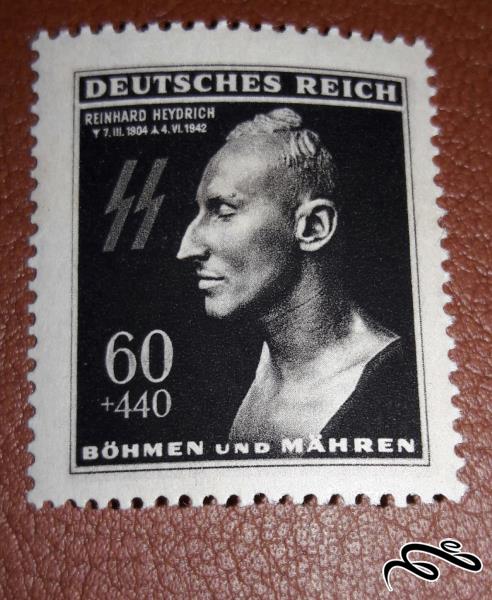 DEUTSCHES REICH
REINHARD HEYDRICH
7. III. 1904 4. VI. 1942
60
+440
BÖHMEN UND MÄHREN